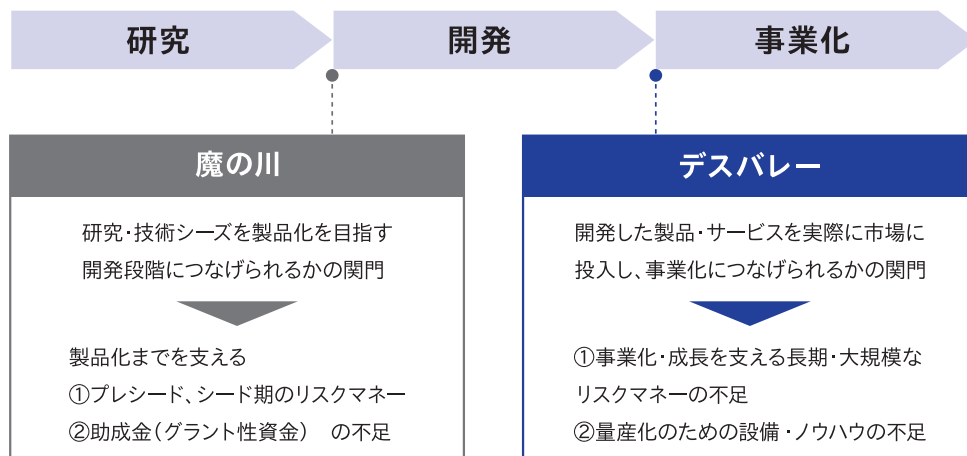 研究
開発
事業化
魔の川
研究・技術シーズを製品化を目指す
開発段階につなげられるかの関門
製品化までを支える
①プレシード、シード期のリスクマネー
②助成金（グラント性資金）　の不足
デスバレー
開発した製品・サービスを実際に市場に
投入し、事業化につなげられるかの関門
①事業化・成長を支える長期・大規模な
リスクマネーの不足
②量産化のための設備・ノウハウの不足